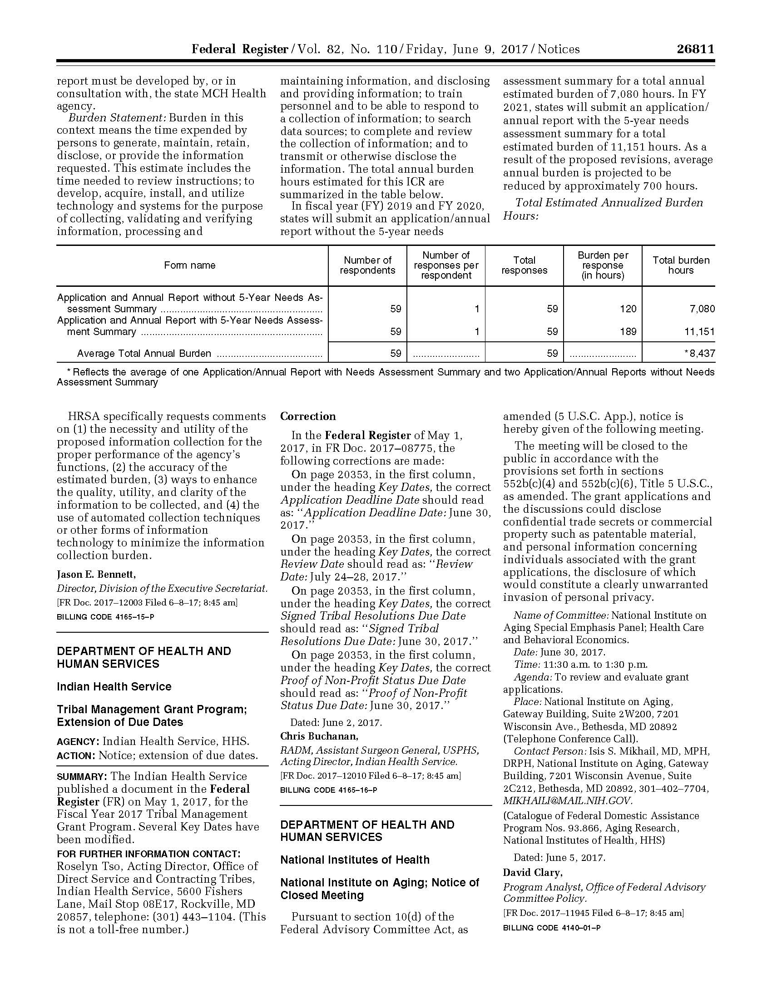 Federal Register / Vol. 82, No. 110 / Friday, June 9, 2017 / Notices 26811
report must be developed by, or in
consultation with, the state MCH Health
agency.
Burden Statement: Burden in this
context means the time expended by
persons to generate, maintain, retain,
disclose, or provide the information
requested. This estimate includes the
time needed to review instructions; to
develop, acquire, install, and utilize
technology and systems for the purpose
of collecting, validating and verifying
information, processing and
maintaining information, and disclosing
and providing information; to train
personnel and to be able to respond to
a collection of information; to search
data sources; to complete and review
the collection of information; and to
transmit or otherwise disclose the
information. The total annual burden
hours estimated for this ICR are
summarized in the table below.
In fiscal year (FY) 2019 and FY 2020,
states will submit an application/annual
report without the 5-year needs
assessment summary for a total annual
estimated burden of 7,080 hours. In FY
2021, states will submit an application/
annual report with the 5-year needs
assessment summary for a total
estimated burden of 11,151 hours. As a
result of the proposed revisions, average
annual burden is projected to be
reduced by approximately 700 hours.
Total Estimated Annualized Burden
Hours:
Form name
Number of
respondents
Number of
responses per
respondent
Total
responses
Burden per
response
(in hours)
Total burden
hours
Application and Annual Report without 5-Year Needs As-
sessment Summary .......................................................... 59 1 59 120 7,080
Application and Annual Report with 5-Year Needs Assess-
ment Summary ................................................................. 59 1 59 189 11,151
Average Total Annual Burden ...................................... 59 ........................ 59 ........................ * 8,437
* Reflects the average of one Application/Annual Report with Needs Assessment Summary and two Application/Annual Reports without Needs
Assessment Summary
HRSA specifically requests comments
on (1) the necessity and utility of the
proposed information collection for the
proper performance of the agency’s
functions, (2) the accuracy of the
estimated burden, (3) ways to enhance
the quality, utility, and clarity of the
information to be collected, and (4) the
use of automated collection techniques
or other forms of information
technology to minimize the information
collection burden.
Jason E. Bennett,
Director, Division of the Executive Secretariat.
[FR Doc. 2017–12003 Filed 6–8–17; 8:45 am]
BILLING CODE 4165–15–P
DEPARTMENT OF HEALTH AND
HUMAN SERVICES
Indian Health Service
Tribal Management Grant Program;
Extension of Due Dates
AGENCY: Indian Health Service, HHS.
ACTION: Notice; extension of due dates.
SUMMARY: The Indian Health Service
published a document in the Federal
Register (FR) on May 1, 2017, for the
Fiscal Year 2017 Tribal Management
Grant Program. Several Key Dates have
been modified.
FOR FURTHER INFORMATION CONTACT:
Roselyn Tso, Acting Director, Office of
Direct Service and Contracting Tribes,
Indian Health Service, 5600 Fishers
Lane, Mail Stop 08E17, Rockville, MD
20857, telephone: (301) 443–1104. (This
is not a toll-free number.)
Correction
In the Federal Register of May 1,
2017, in FR Doc. 2017–08775, the
following corrections are made:
On page 20353, in the first column,
under the heading Key Dates, the correct
Application Deadline Date should read
as: ‘‘Application Deadline Date: June 30,
2017.’’
On page 20353, in the first column,
under the heading Key Dates, the correct
Review Date should read as: ‘‘Review
Date: July 24–28, 2017.’’
On page 20353, in the first column,
under the heading Key Dates, the correct
Signed Tribal Resolutions Due Date
should read as: ‘‘Signed Tribal
Resolutions Due Date: June 30, 2017.’’
On page 20353, in the first column,
under the heading Key Dates, the correct
Proof of Non-Profit Status Due Date
should read as: ‘‘Proof of Non-Profit
Status Due Date: June 30, 2017.’’
Dated: June 2, 2017.
Chris Buchanan,
RADM, Assistant Surgeon General, USPHS,
Acting Director, Indian Health Service.
[FR Doc. 2017–12010 Filed 6–8–17; 8:45 am]
BILLING CODE 4165–16–P
DEPARTMENT OF HEALTH AND
HUMAN SERVICES
National Institutes of Health
National Institute on Aging; Notice of
Closed Meeting
Pursuant to section 10(d) of the
Federal Advisory Committee Act, as
amended (5 U.S.C. App.), notice is
hereby given of the following meeting.
The meeting will be closed to the
public in accordance with the
provisions set forth in sections
552b(c)(4) and 552b(c)(6), Title 5 U.S.C.,
as amended. The grant applications and
the discussions could disclose
confidential trade secrets or commercial
property such as patentable material,
and personal information concerning
individuals associated with the grant
applications, the disclosure of which
would constitute a clearly unwarranted
invasion of personal privacy.
Name of Committee: National Institute on
Aging Special Emphasis Panel; Health Care
and Behavioral Economics.
Date: June 30, 2017.
Time: 11:30 a.m. to 1:30 p.m.
Agenda: To review and evaluate grant
applications.
Place: National Institute on Aging,
Gateway Building, Suite 2W200, 7201
Wisconsin Ave., Bethesda, MD 20892
(Telephone Conference Call).
Contact Person: Isis S. Mikhail, MD, MPH,
DRPH, National Institute on Aging, Gateway
Building, 7201 Wisconsin Avenue, Suite
2C212, Bethesda, MD 20892, 301–402–7704,
MIKHAILI@MAIL.NIH.GOV.
(Catalogue of Federal Domestic Assistance
Program Nos. 93.866, Aging Research,
National Institutes of Health, HHS)
Dated: June 5, 2017.
David Clary,
Program Analyst, Office of Federal Advisory
Committee Policy.
[FR Doc. 2017–11945 Filed 6–8–17; 8:45 am]
BILLING CODE 4140–01–P